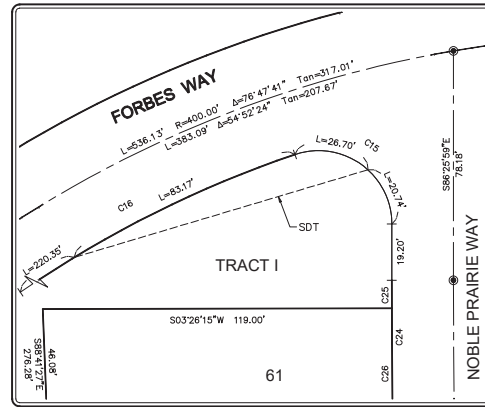 FORBES WAY
L=536.13' R=400.00' Δ=76°47'41" Tan=317.01'
L=383.09' Δ=54°52'24" Tan=207.67'
L=26.70'
C15
L=20.74'
C16
L=83.17'
SDT
S86°25'59"E
78.18'
L=220.35'
TRACT I
19.20'
C25
NOBLE PRAIRIE WAY
S03°26'15"W 119.00'
C24
46.08'
S88°41'27"E
276.28'
61
C26